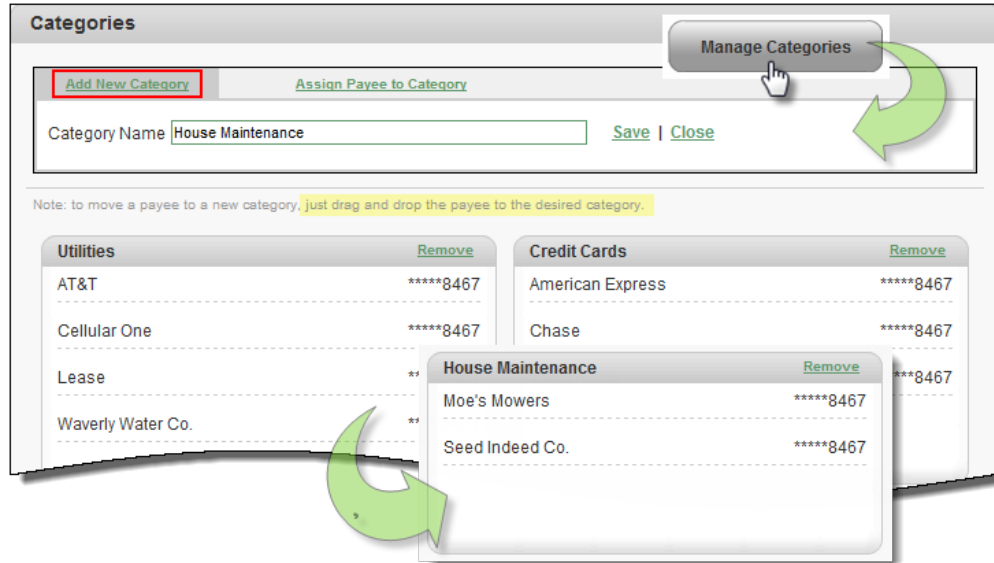 Categories
Manage Categories
Add New Category Assign Payee to Category
Category Name House Maintenance Save | Close
Note: to move a payee to a new category, just drag and drop the payee to the desired category.
Utilities Remove
AT&T *****8467
Cellular One *****8467
Lease **
Waverly Water Co. **
Credit Cards Remove
American Express *****8467
Chase *****8467
***8467
House Maintenance Remove
Moe's Mowers *****8467
Seed Indeed Co. *****8467